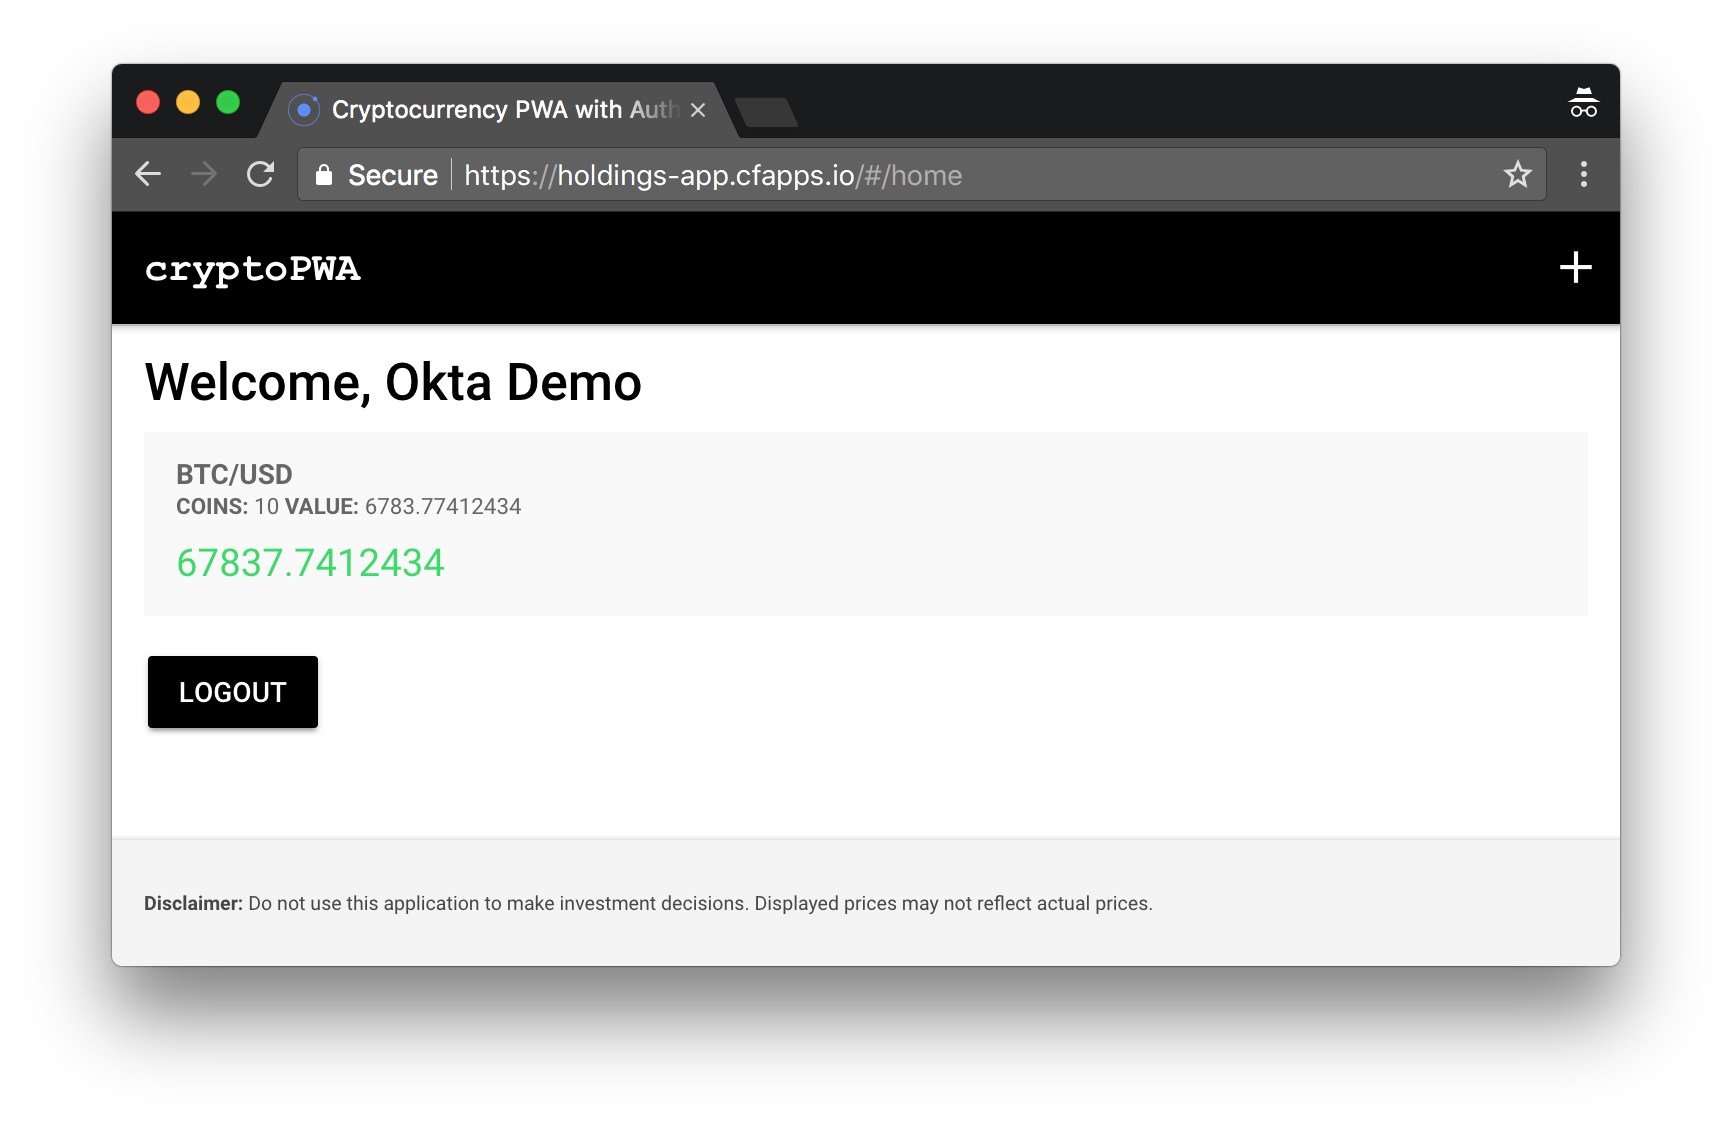 Cryptocurrency PWA with Auth
Secure https://holdings-app.cfapps.io/#/home
cryptoPWA
Welcome, Okta Demo
BTC/USD
COINS: 10 VALUE: 6783.77412434
67837.7412434
LOGOUT
Disclaimer: Do not use this application to make investment decisions. Displayed prices may not reflect actual prices.